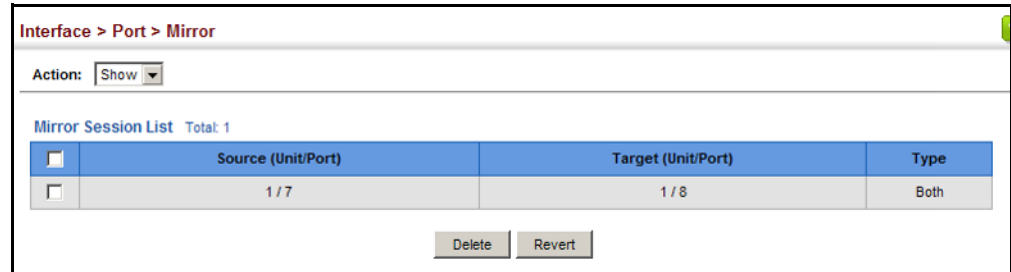 Interface > Port > Mirror
Action: Show
Mirror Session List Total: 1
Source (Unit/Port) Target (Unit/Port) Type
1 / 7 1 / 8 Both
Delete Revert